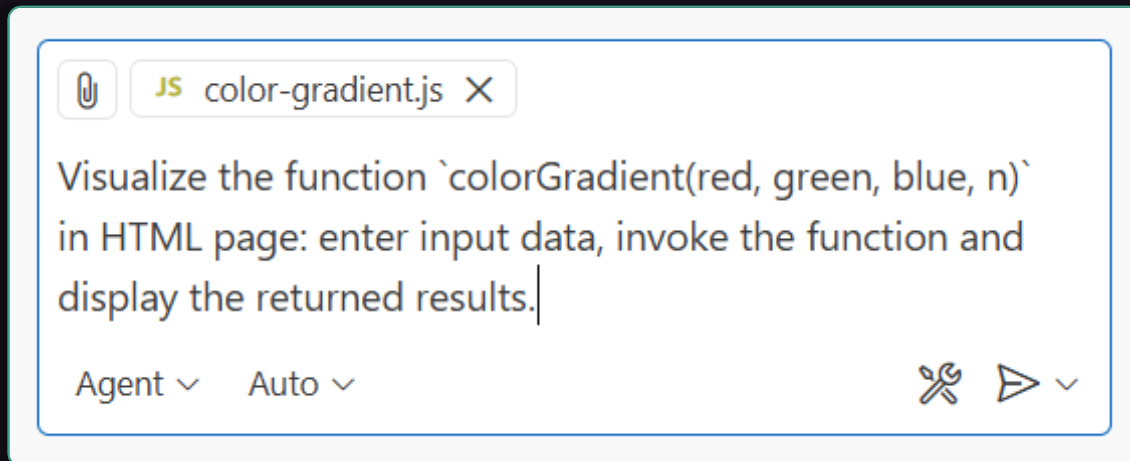 JS color-gradient.js
Visualize the function `colorGradient(red, green, blue, n)`
in HTML page: enter input data, invoke the function and
display the returned results.
Agent Auto